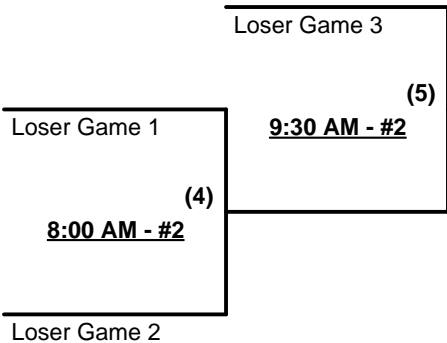 Loser Game 3
(5)
9:30 AM - #2
Loser Game 1
(4)
8:00 AM - #2
Loser Game 2